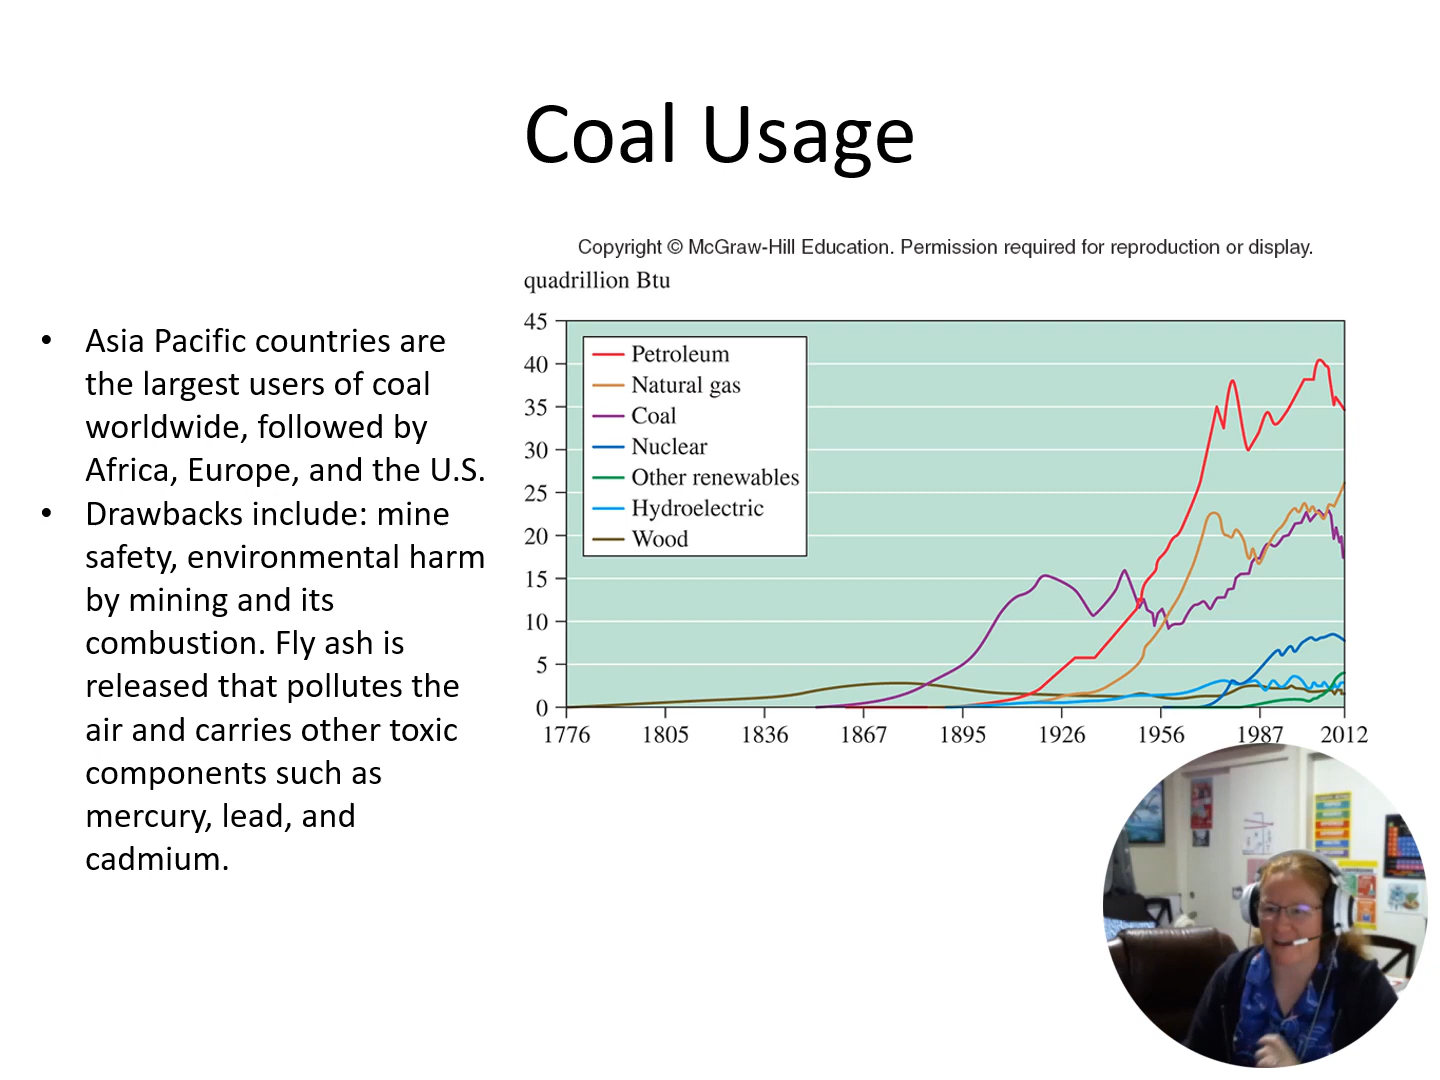 Coal Usage
Copyright © McGraw-Hill Education. Permission required for reproduction or display.
quadrillion Btu
• Asia Pacific countries are
the largest users of coal
worldwide, followed by
Africa, Europe, and the U.S.
• Drawbacks include: mine
safety, environmental harm
by mining and its
combustion. Fly ash is
released that pollutes the
air and carries other toxic
components such as
mercury, lead, and
cadmium.
45
40
35
30
25
20
15
10
5
0
Petroleum
Natural gas
Coal
Nuclear
Other renewables
Hydroelectric
Wood
1776 1805 1836 1867 1895 1926 1956 1987 2012